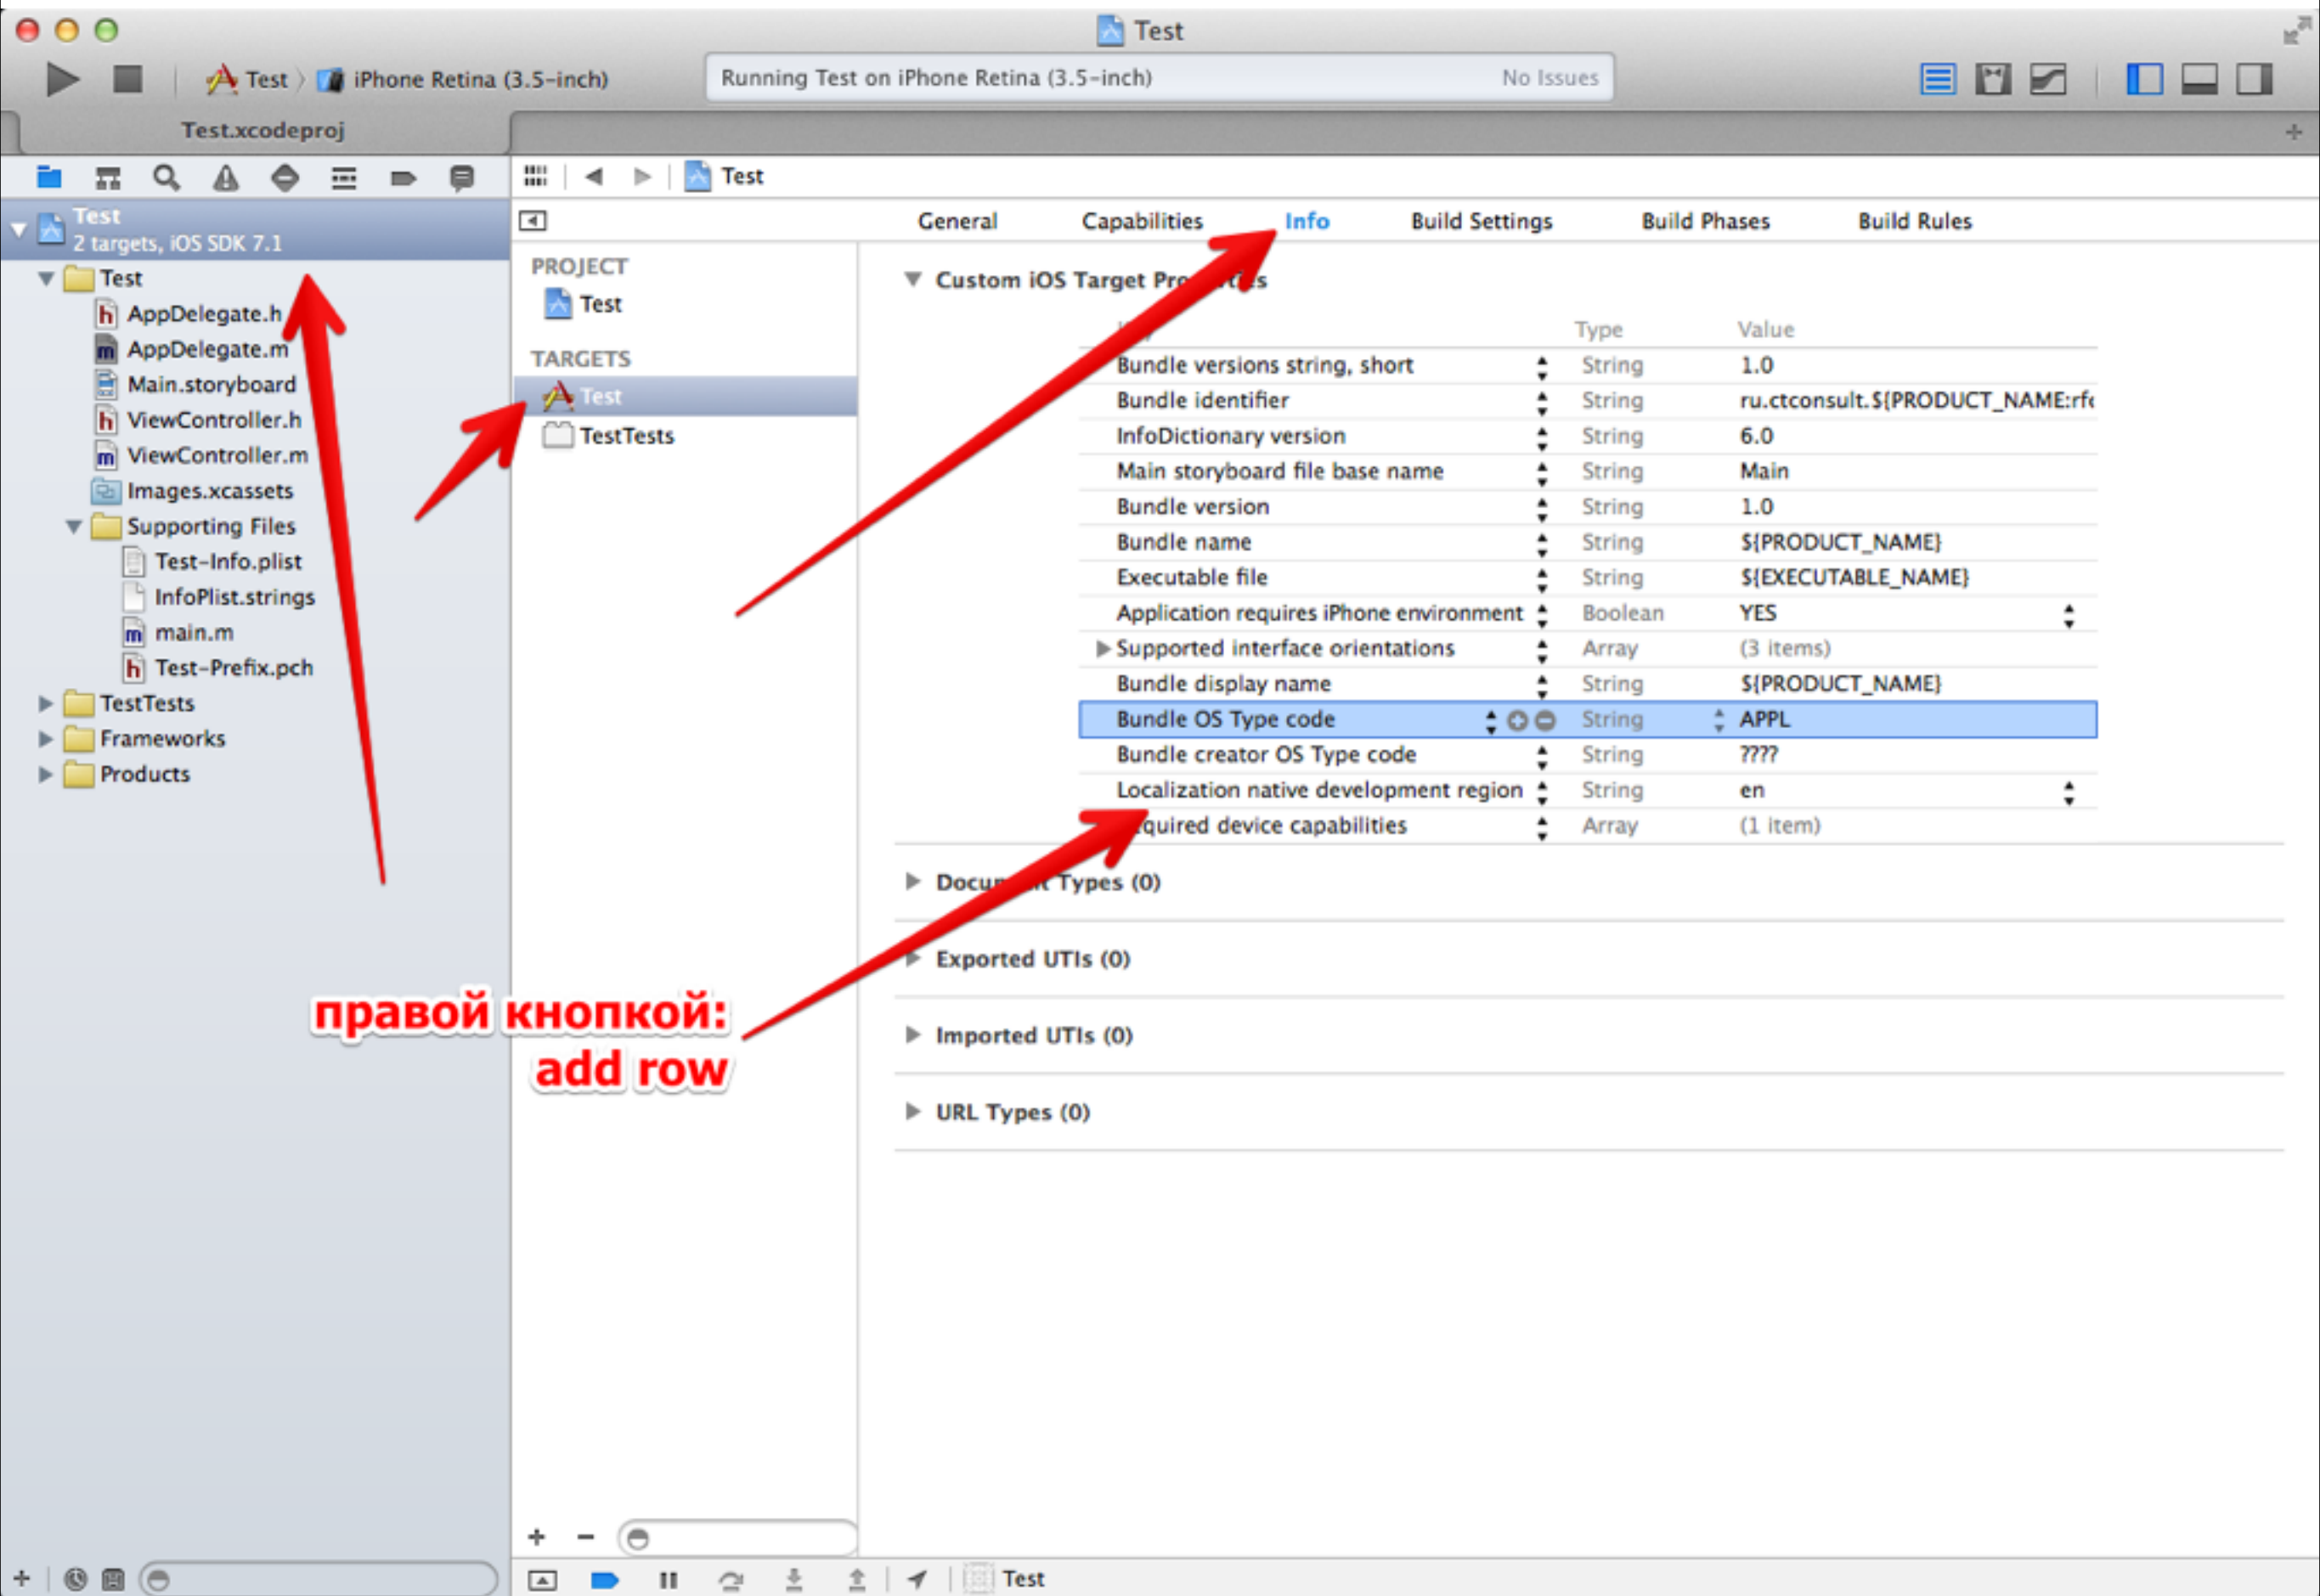 Test
Test
iPhone Retina (3.5-inch)
Running Test on iPhone Retina (3.5-inch)
No Issues
Test.xcodeproj
Test
Test
2 targets, iOS SDK 7.1
Test
AppDelegate.h
AppDelegate.m
Main.storyboard
ViewController.h
ViewController.m
Images.xcassets
Supporting Files
Test-Info.plist
InfoPlist.strings
main.m
Test-Prefix.pch
TestTests
Frameworks
Products
PROJECT
Test
TARGETS
Test
TestTests
General Capabilities Info Build Settings Build Phases Build Rules
Custom iOS Target
Type Value
Bundle versions string, short String 1.0
Bundle identifier String ru.ctconsult.${PRODUCT_NAME:rfc
InfoDictionary version String 6.0
Main storyboard file base name String Main
Bundle version String 1.0
Bundle name String ${PRODUCT_NAME}
Executable file String ${EXECUTABLE_NAME}
Application requires iPhone environment Boolean YES
Supported interface orientations Array (3 items)
Bundle display name String ${PRODUCT_NAME}
Bundle OS Type code String APPL
Bundle creator OS Type code String ????
Localization native development region String en
device capabilities Array (1 item)
Types (0)
Exported UTIs (0)
Imported UTIs (0)
URL Types (0)
правой кнопкой:
add row
Test